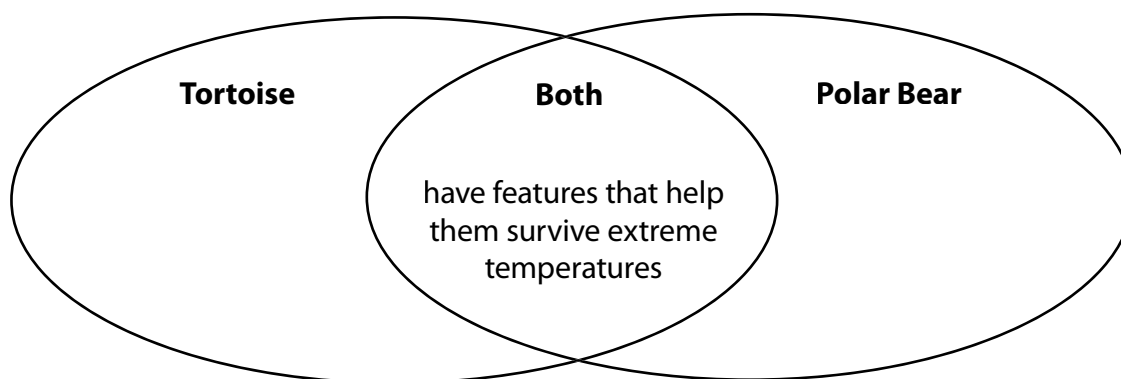 Tortoise
Both
Polar Bear
have features that help
them survive extreme
temperatures